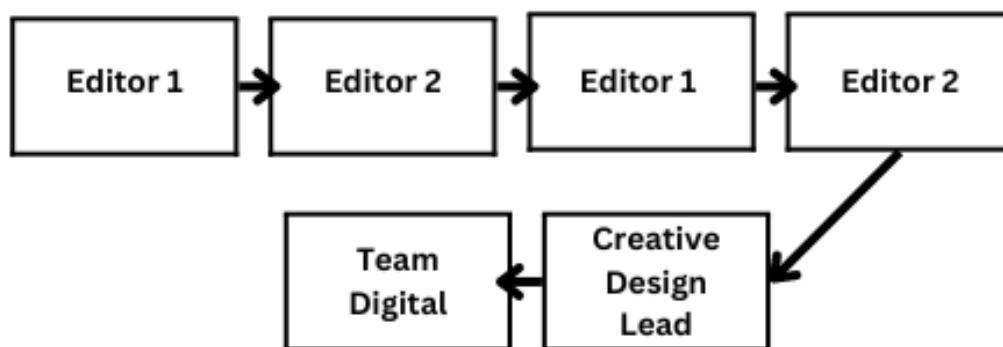 Editor 1
Editor 2
Editor 1
Editor 2
Creative
Design
Lead
Team
Digital